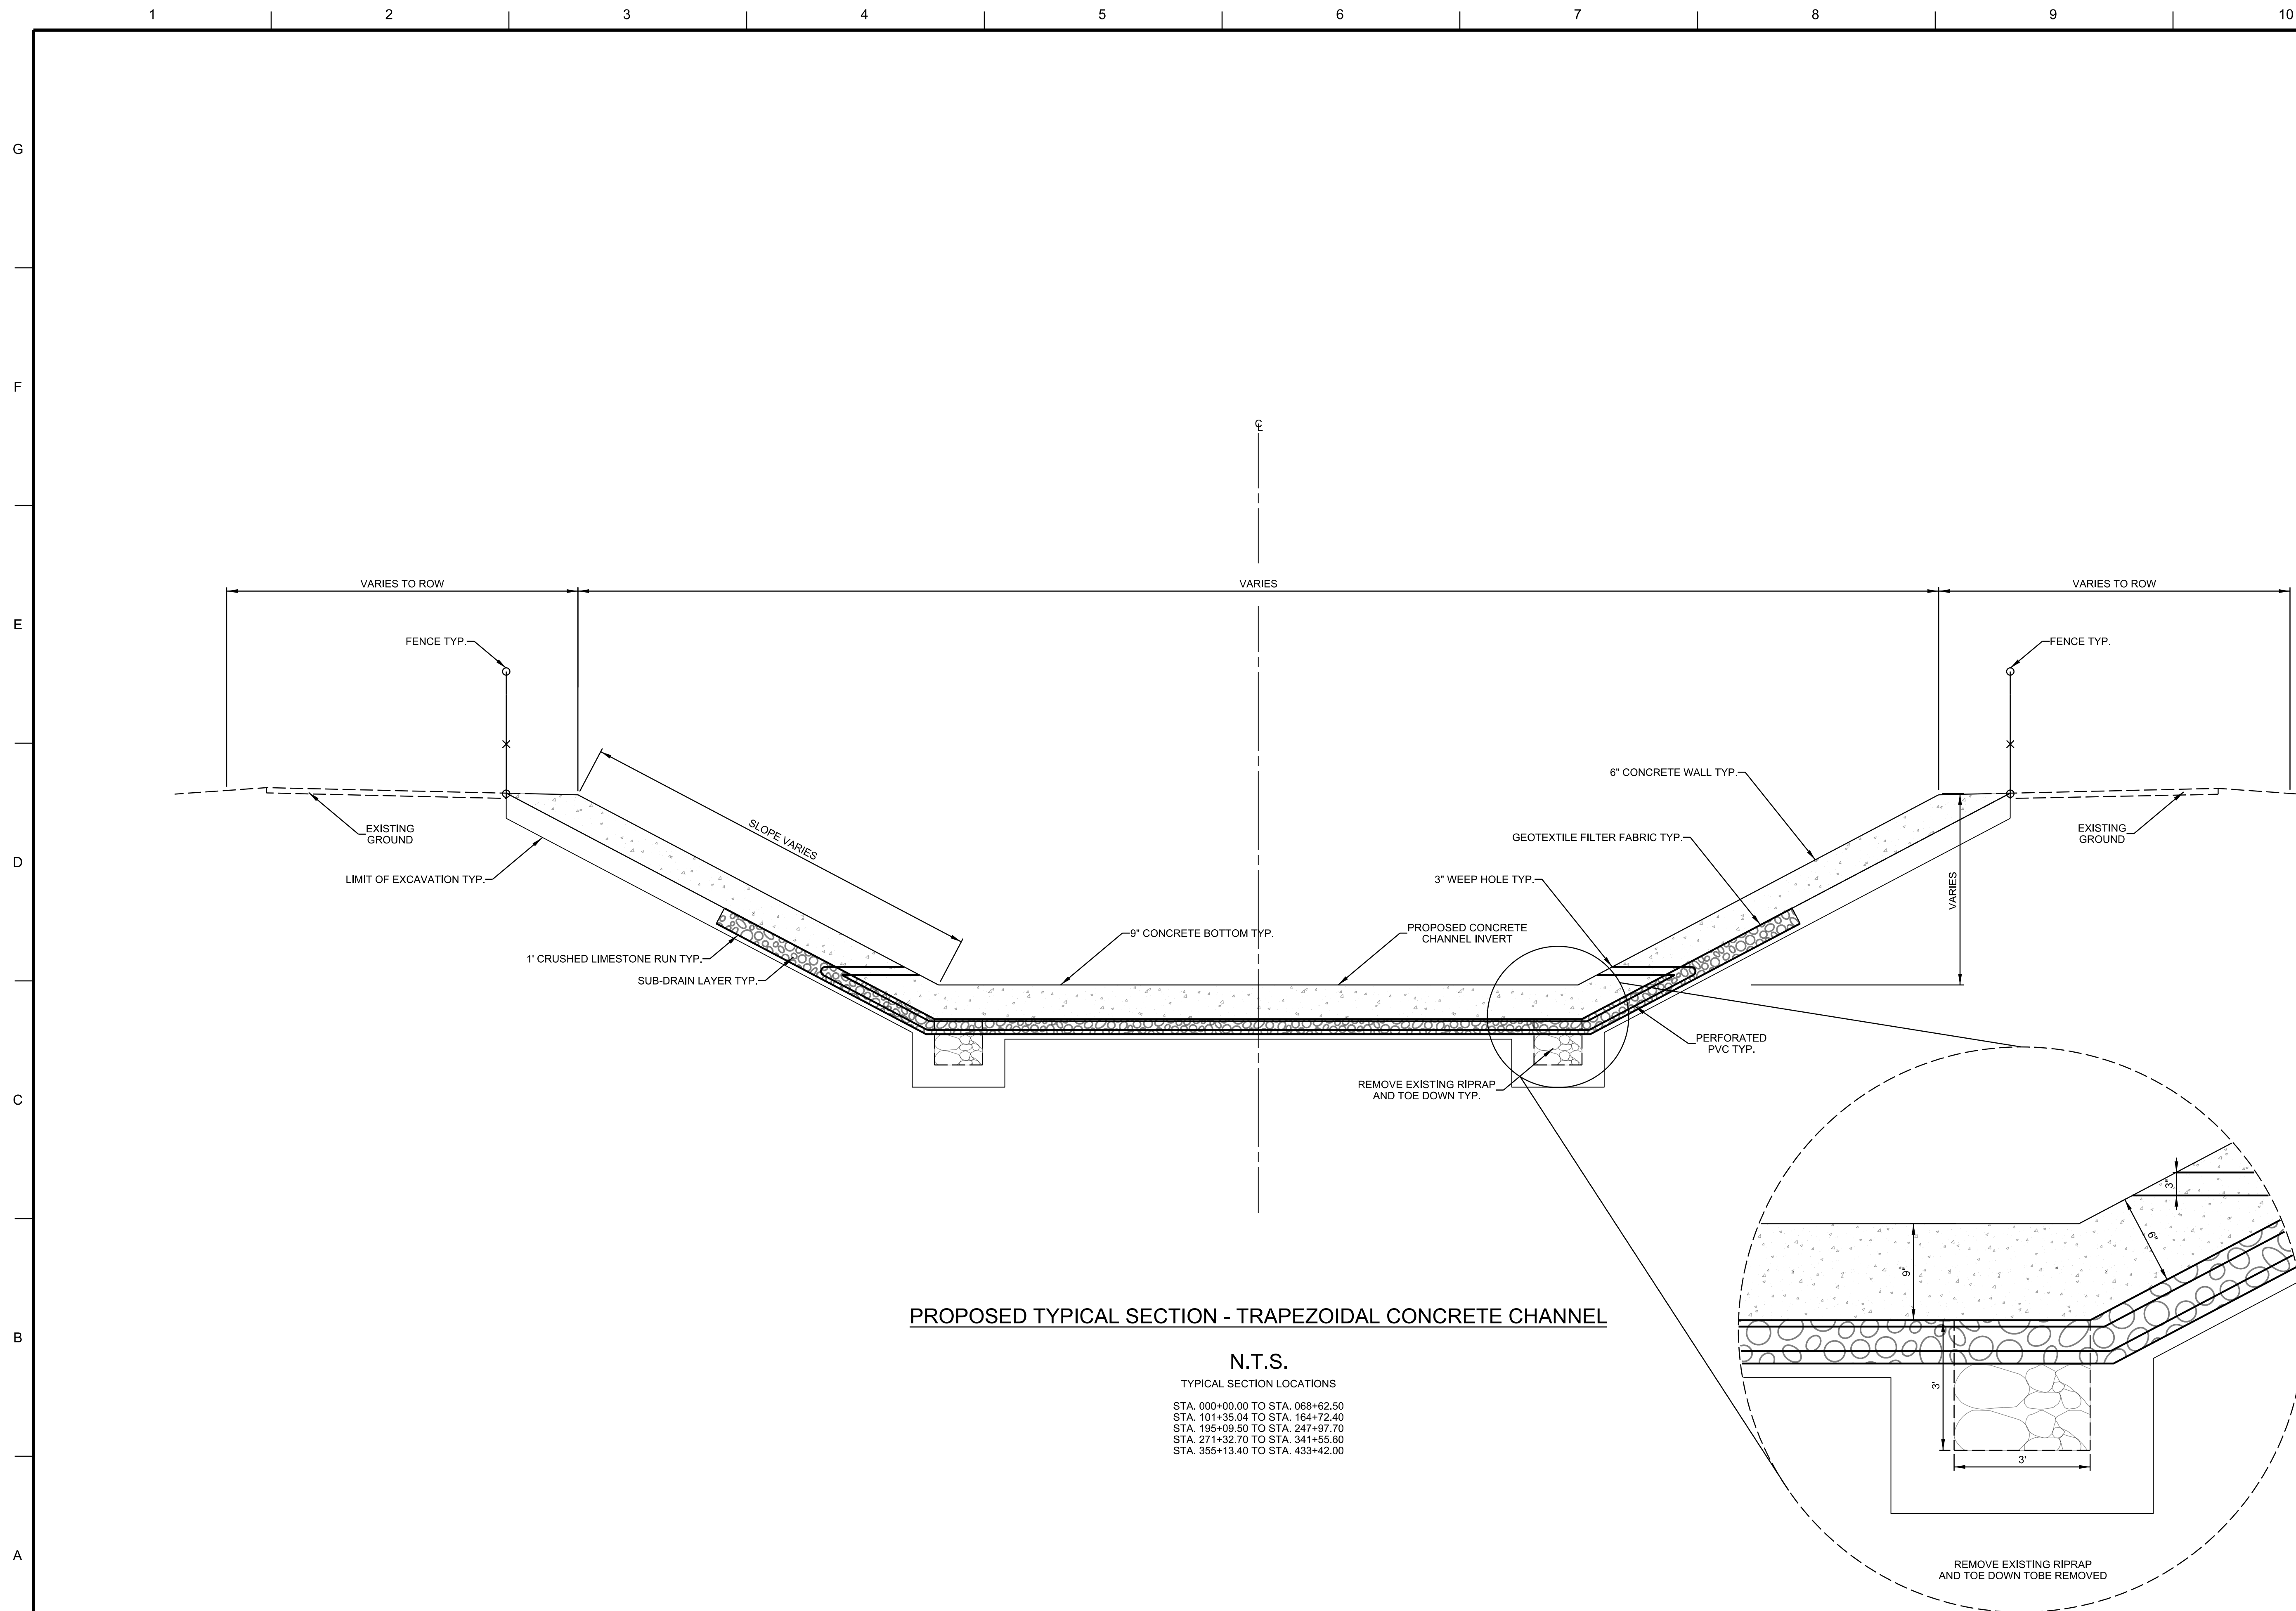 1 2 3 4 5 6 7 8 9 10
G
F
E
D
C
B
A
CL
VARIES TO ROW
VARIES
VARIES TO ROW
FENCE TYP.
FENCE TYP.
6" CONCRETE WALL TYP.
SLOPE VARIES
EXISTING
GROUND
GEOTEXTILE FILTER FABRIC TYP.
EXISTING
GROUND
LIMIT OF EXCAVATION TYP.
3" WEEP HOLE TYP.
VARIES
9" CONCRETE BOTTOM TYP.
PROPOSED CONCRETE
CHANNEL INVERT
1' CRUSHED LIMESTONE RUN TYP.
SUB-DRAIN LAYER TYP.
PERFORATED
PVC TYP.
REMOVE EXISTING RIPRAP
AND TOE DOWN TYP.
3"
6"
9"
3'
3'
REMOVE EXISTING RIPRAP
AND TOE DOWN TOBE REMOVED
PROPOSED TYPICAL SECTION - TRAPEZOIDAL CONCRETE CHANNEL
N.T.S.
TYPICAL SECTION LOCATIONS
STA. 000+00.00 TO STA. 068+62.50
STA. 101+35.04 TO STA. 164+72.40
STA. 195+09.50 TO STA. 247+97.70
STA. 271+32.70 TO STA. 341+55.60
STA. 355+13.40 TO STA. 433+42.00